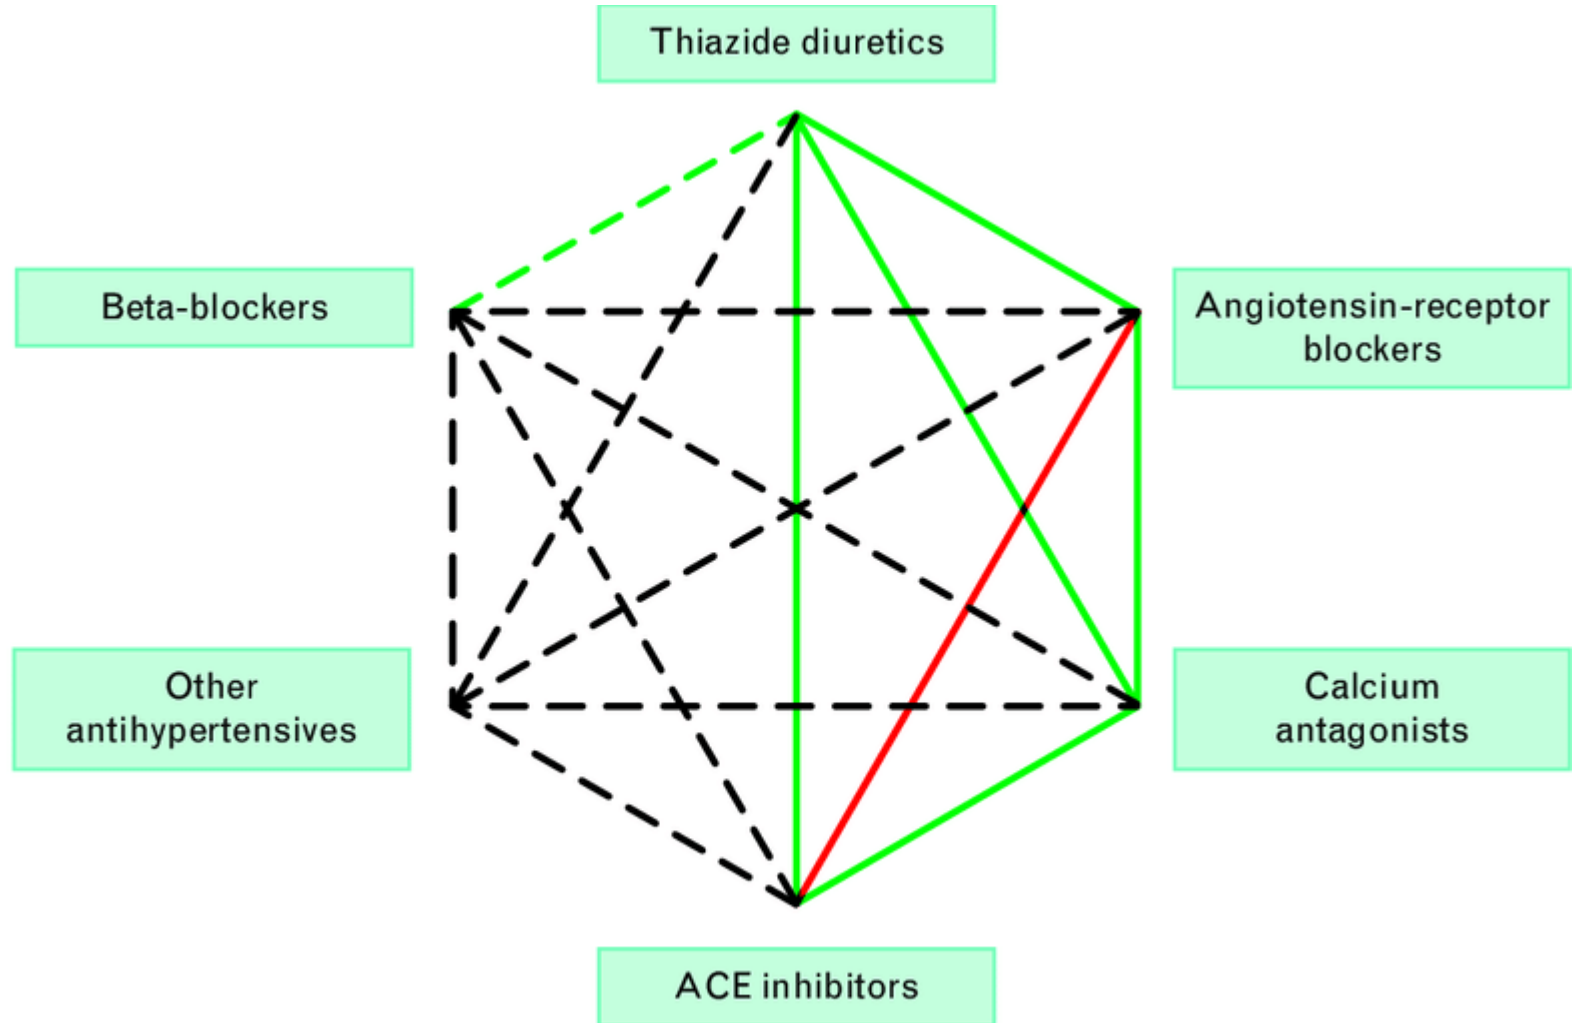 Thiazide diuretics
Beta-blockers
Angiotensin-receptor
blockers
Other
antihypertensives
Calcium
antagonists
ACE inhibitors